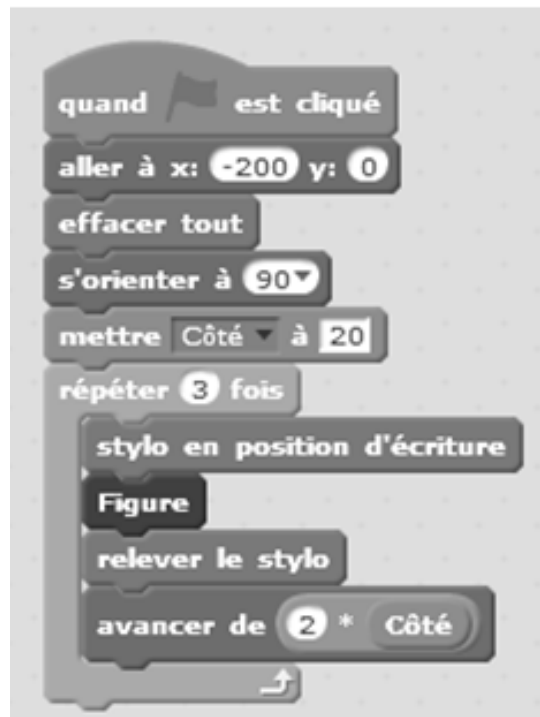 quand est cliqué
aller à x: -200 y: 0
effacer tout
s'orienter à 90
mettre Côté à 20
répéter 3 fois
stylo en position d'écriture
Figure
relever le stylo
avancer de 2 * Côté